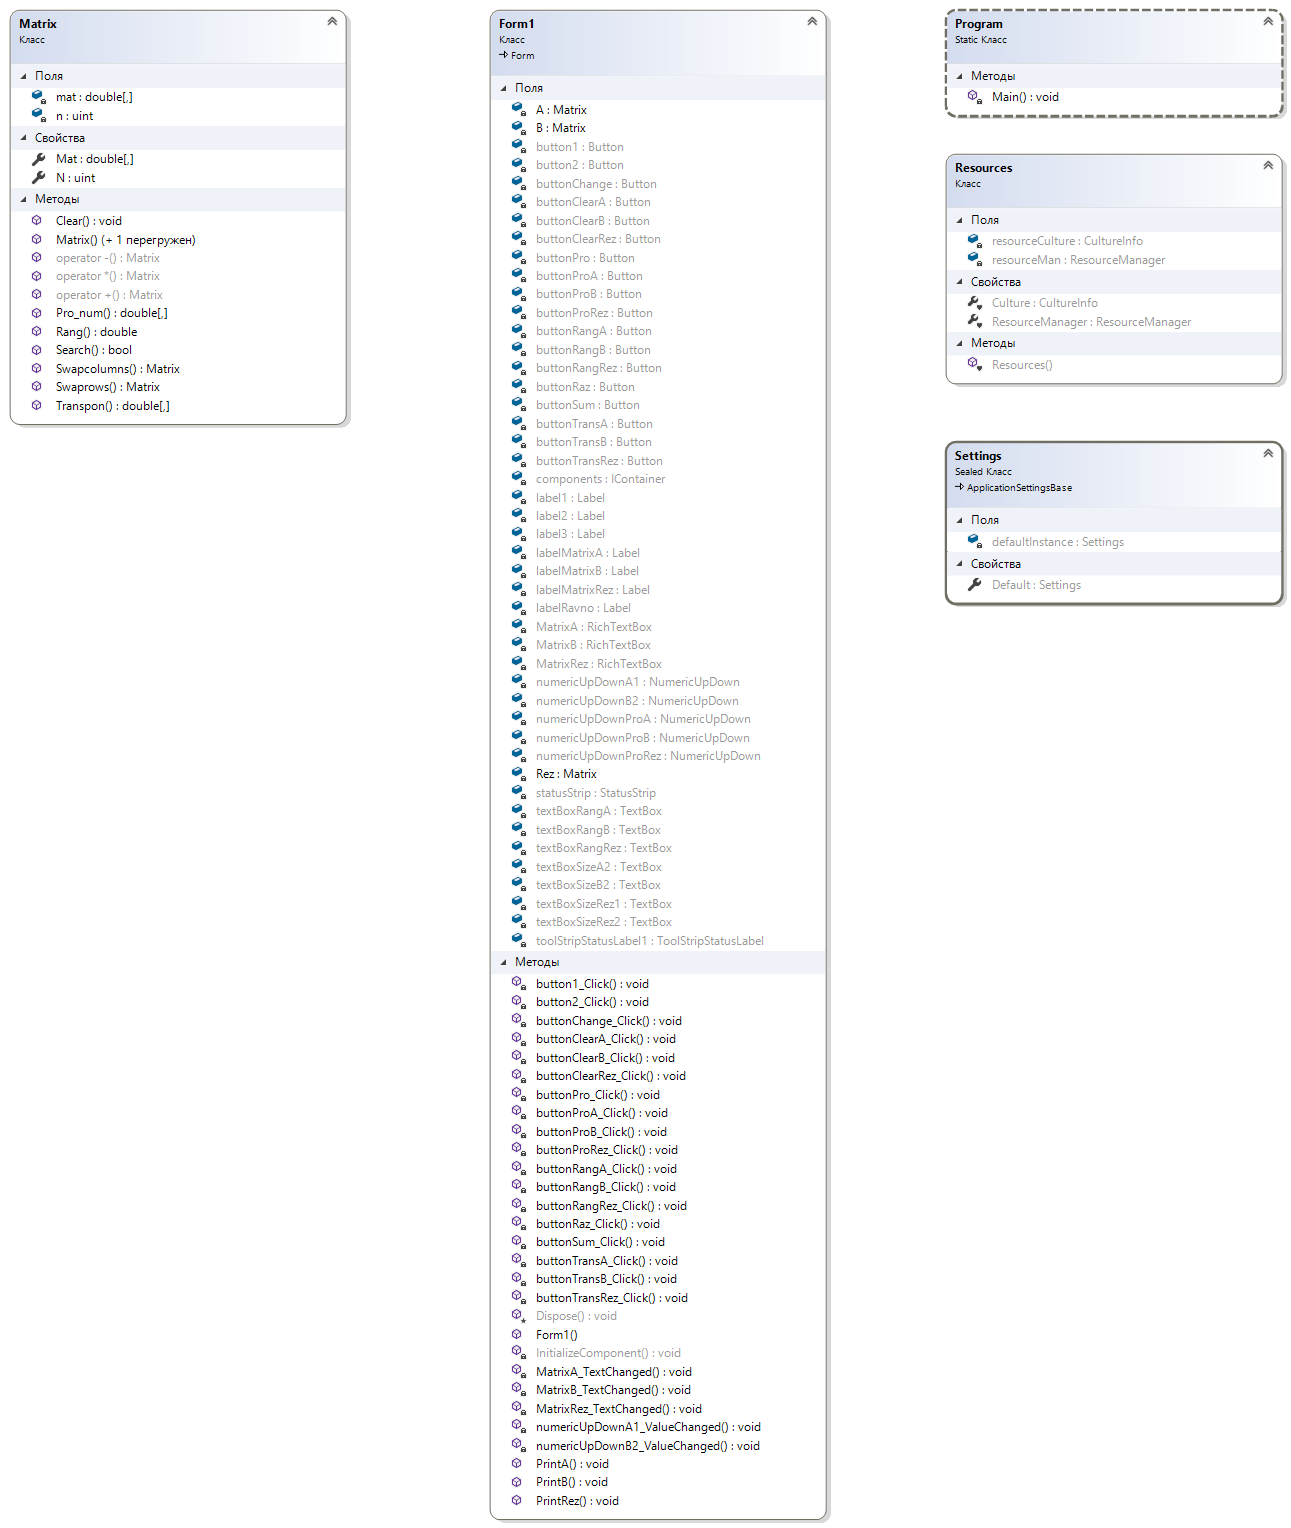 Matrix
Класс
Поля
mat : double[,]
n : uint
Свойства
Mat : double[,]
N : uint
Методы
Clear() : void
Matrix() (+ 1 перегружен)
operator -() : Matrix
operator *() : Matrix
operator +() : Matrix
Pro_num() : double[,]
Rang() : double
Search() : bool
Swapcolumns() : Matrix
Swaprows() : Matrix
Transpon() : double[,]
Form1
Класс
Form
Поля
A : Matrix
B : Matrix
button1 : Button
button2 : Button
buttonChange : Button
buttonClearA : Button
buttonClearB : Button
buttonClearRez : Button
buttonPro : Button
buttonProA : Button
buttonProB : Button
buttonProRez : Button
buttonRangA : Button
buttonRangB : Button
buttonRangRez : Button
buttonRaz : Button
buttonSum : Button
buttonTransA : Button
buttonTransB : Button
buttonTransRez : Button
components : IContainer
label1 : Label
label2 : Label
label3 : Label
labelMatrixA : Label
labelMatrixB : Label
labelMatrixRez : Label
labelRavno : Label
MatrixA : RichTextBox
MatrixB : RichTextBox
MatrixRez : RichTextBox
numericUpDownA1 : NumericUpDown
numericUpDownB2 : NumericUpDown
numericUpDownProA : NumericUpDown
numericUpDownProB : NumericUpDown
numericUpDownProRez : NumericUpDown
Rez : Matrix
statusStrip : StatusStrip
textBoxRangA : TextBox
textBoxRangB : TextBox
textBoxRangRez : TextBox
textBoxSizeA2 : TextBox
textBoxSizeB2 : TextBox
textBoxSizeRez1 : TextBox
textBoxSizeRez2 : TextBox
toolStripStatusLabel1 : ToolStripStatusLabel
Методы
button1_Click() : void
button2_Click() : void
buttonChange_Click() : void
buttonClearA_Click() : void
buttonClearB_Click() : void
buttonClearRez_Click() : void
buttonPro_Click() : void
buttonProA_Click() : void
buttonProB_Click() : void
buttonProRez_Click() : void
buttonRangA_Click() : void
buttonRangB_Click() : void
buttonRangRez_Click() : void
buttonRaz_Click() : void
buttonSum_Click() : void
buttonTransA_Click() : void
buttonTransB_Click() : void
buttonTransRez_Click() : void
Dispose() : void
Form1()
InitializeComponent() : void
MatrixA_TextChanged() : void
MatrixB_TextChanged() : void
MatrixRez_TextChanged() : void
numericUpDownA1_ValueChanged() : void
numericUpDownB2_ValueChanged() : void
PrintA() : void
PrintB() : void
PrintRez() : void
Program
Static Класс
Методы
Main() : void
Resources
Класс
Поля
resourceCulture : CultureInfo
resourceMan : ResourceManager
Свойства
Culture : CultureInfo
ResourceManager : ResourceManager
Методы
Resources()
Settings
Sealed Класс
ApplicationSettingsBase
Поля
defaultInstance : Settings
Свойства
Default : Settings